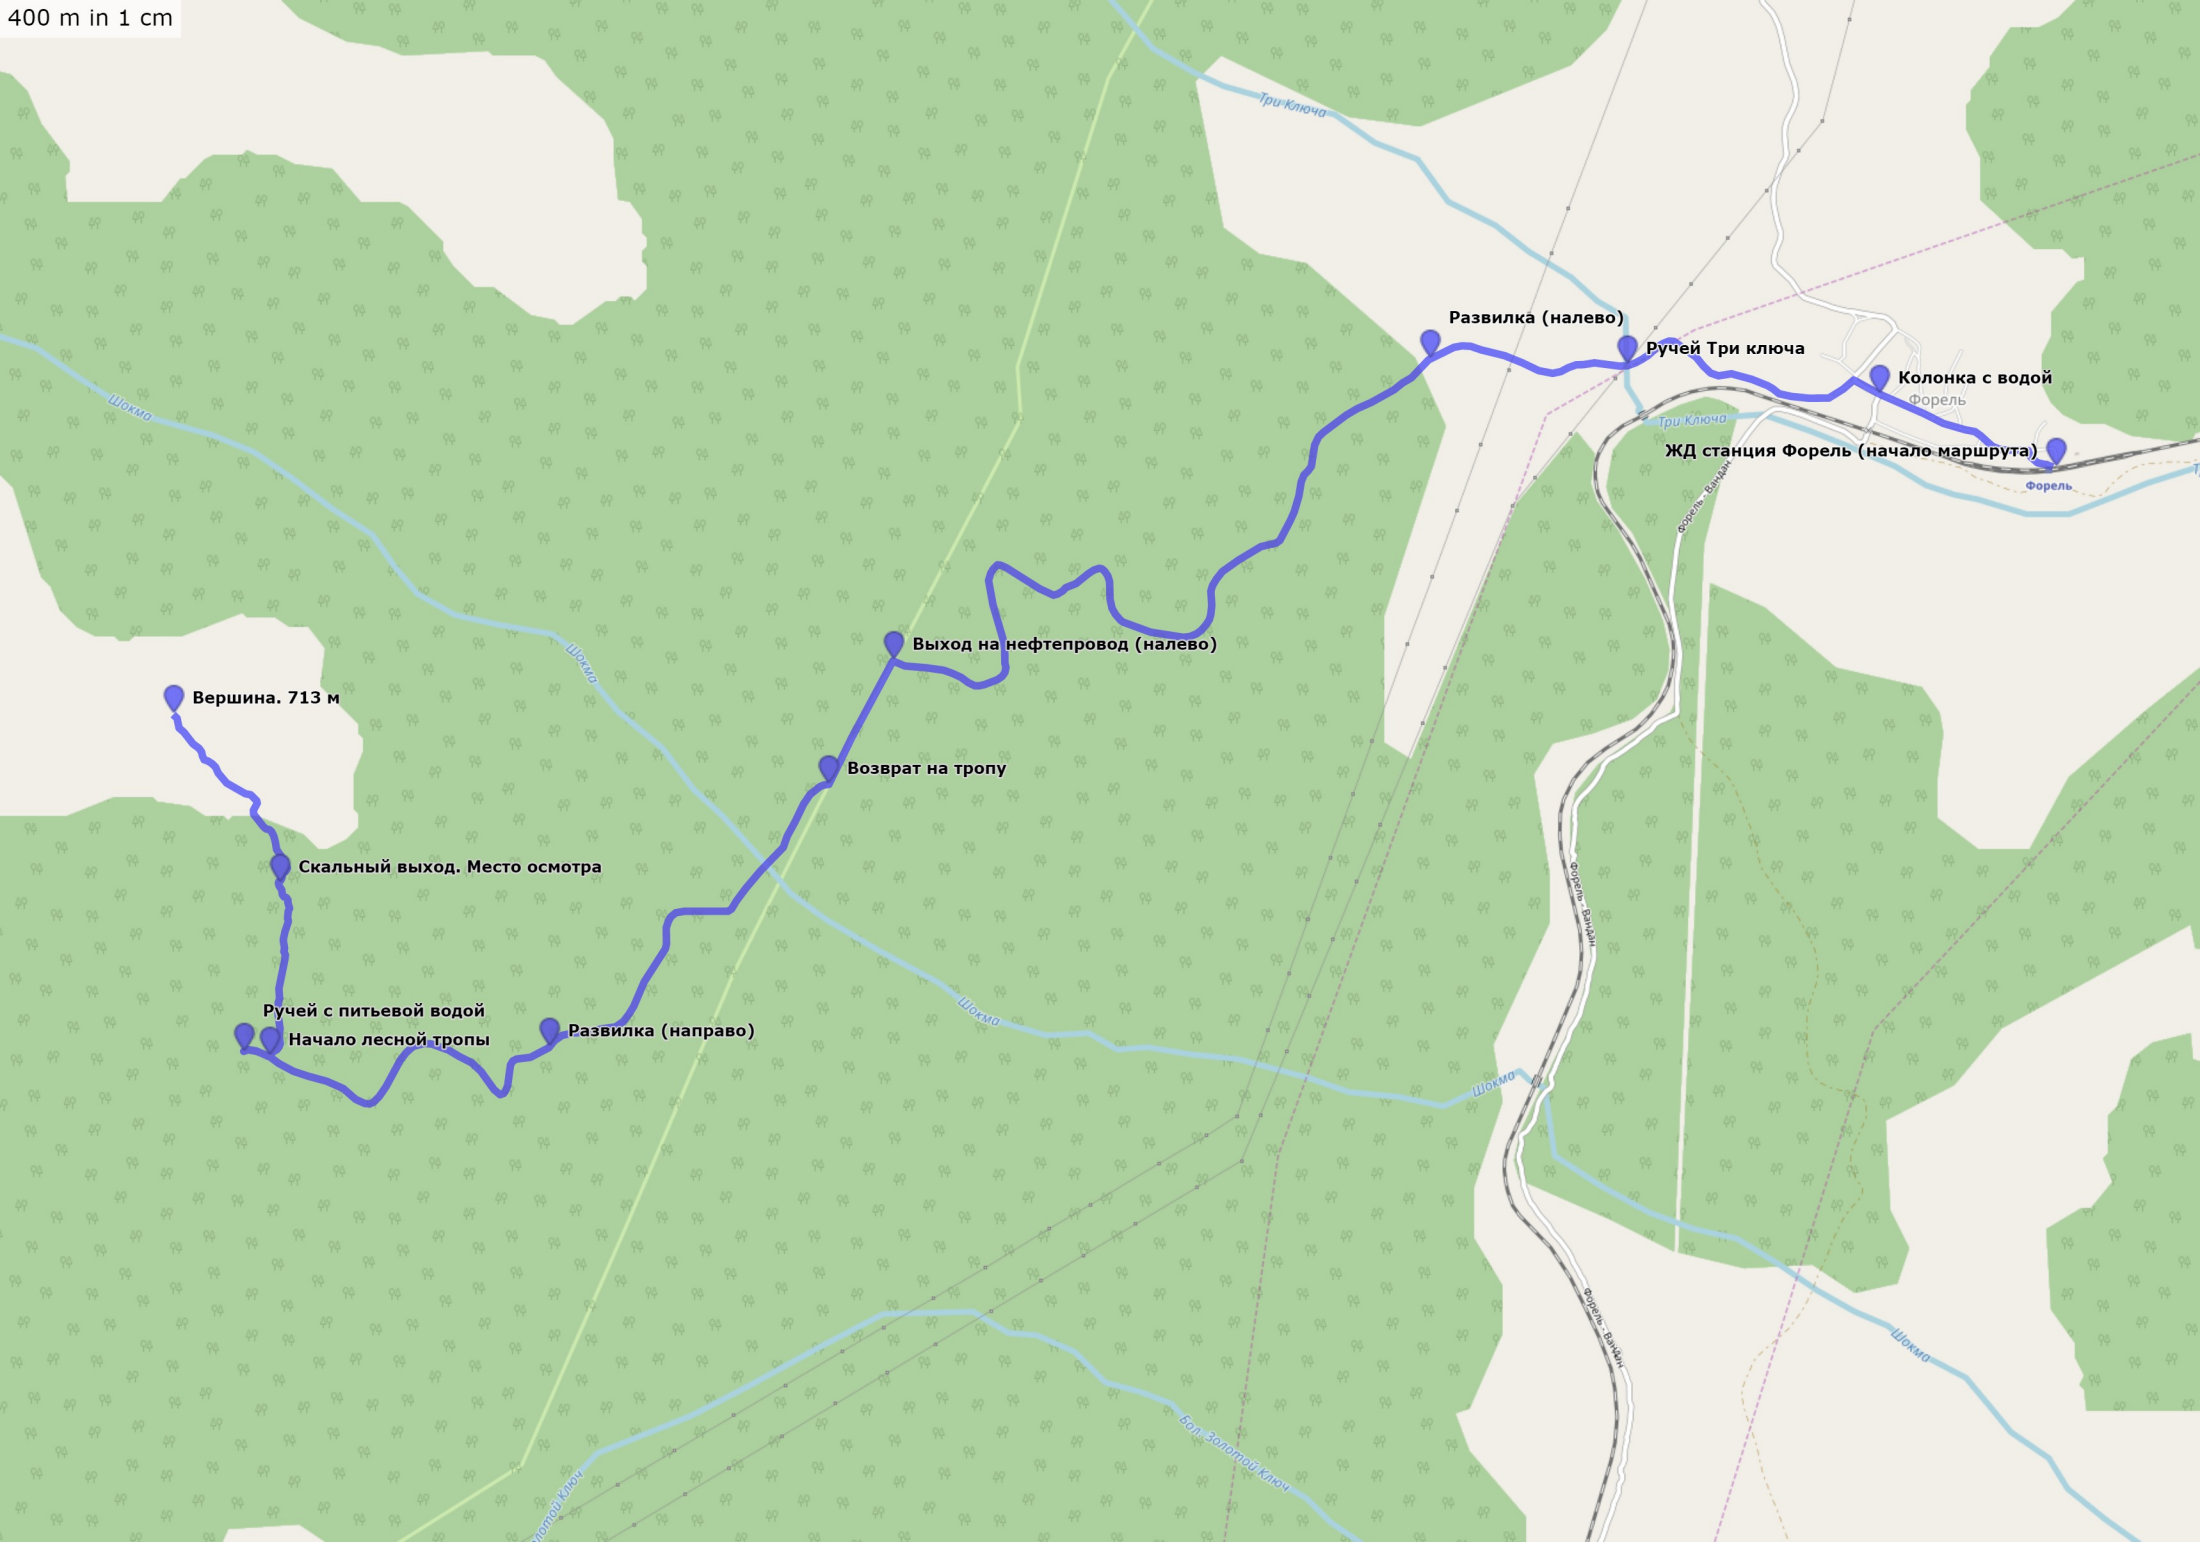 400 m in 1 cm
Три Ключа
Развилка (налево)
Ручей Три ключа
Колонка с водой
Форель
Шокма
Три Ключа
ЖД станция Форель (начало маршрута)
Форель
Форель - Вандан
Выход на нефтепровод (налево)
Шокма
Вершина. 713 м
Возврат на тропу
Скальный выход. Место осмотра
Форель - Вандан
Ручей с питьевой водой
Шокма
Развилка (направо)
Начало лесной тропы
Шокма
Форель - Вандан
Шокма
Бол. Золотой Ключ
лотой Ключ